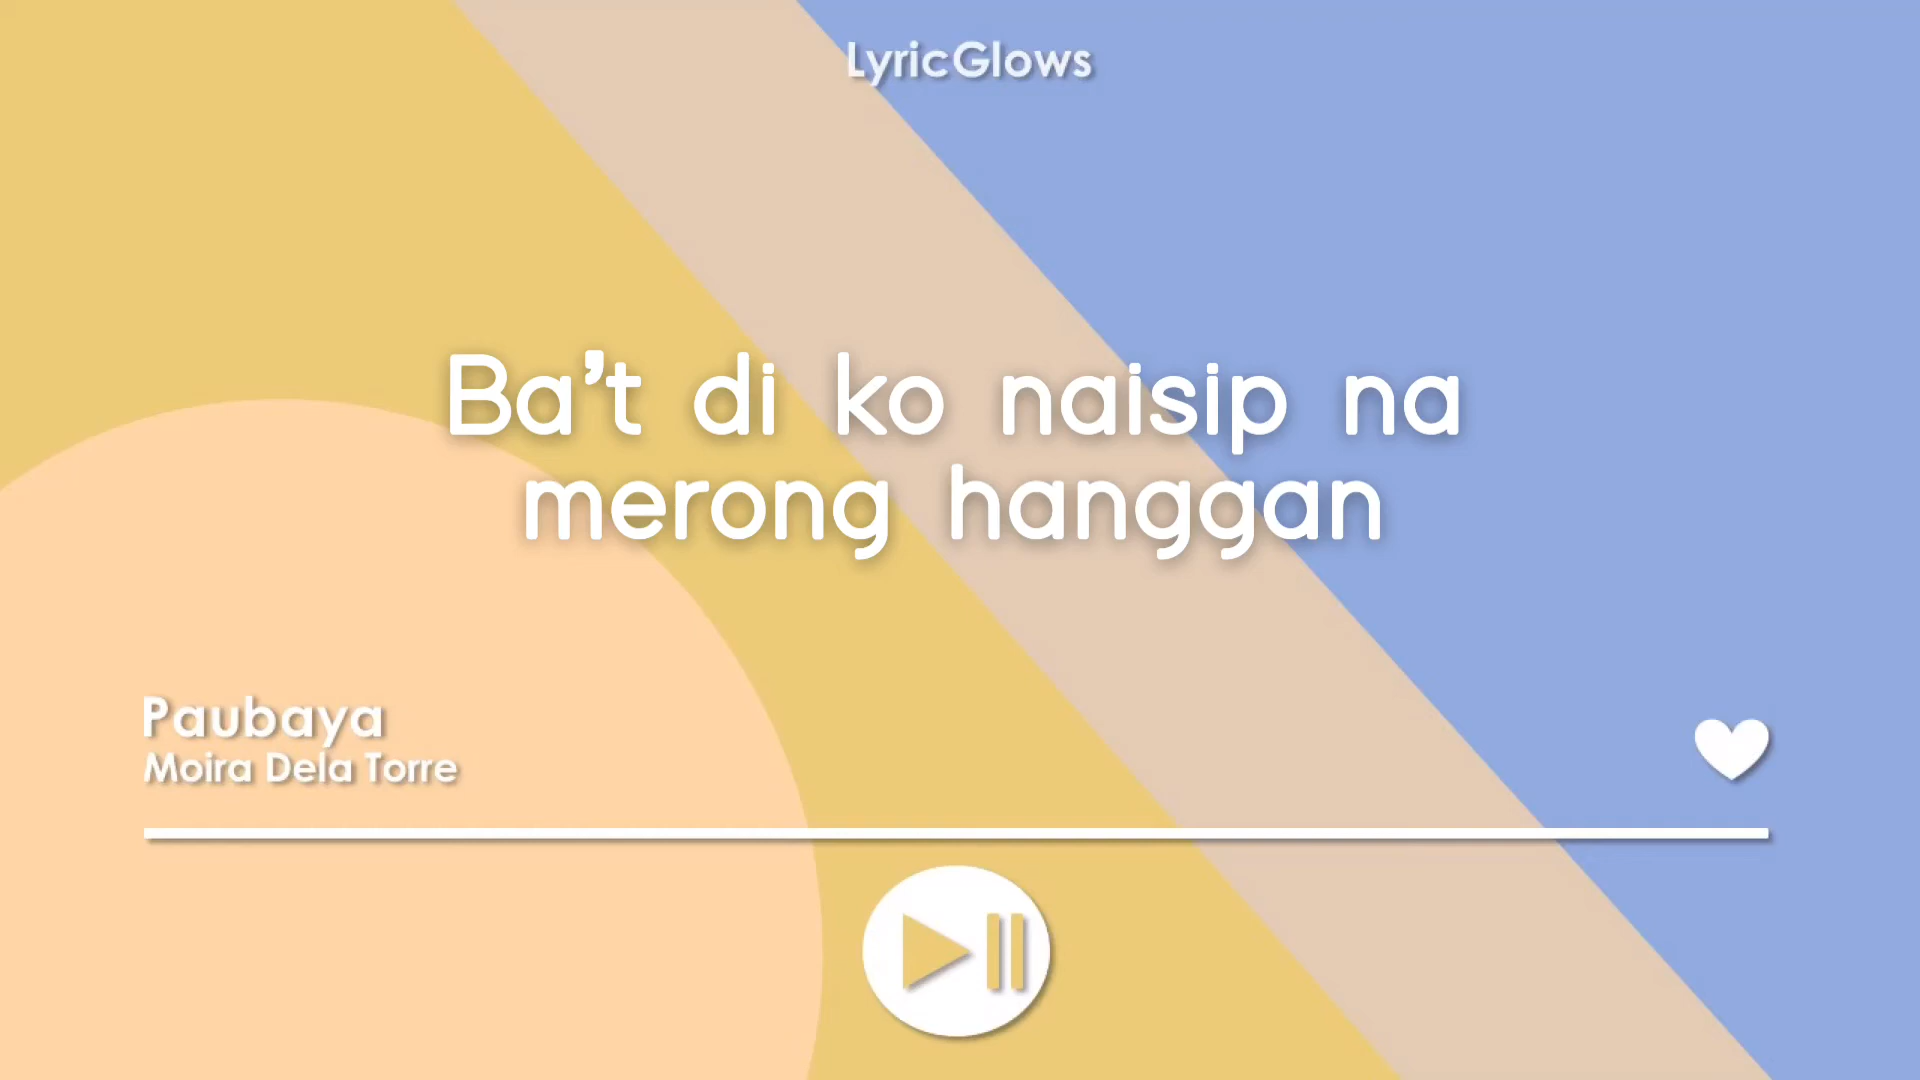 LyricGlows
Ba't di ko naisip na
merong hanggan
Paubaya
Moira Dela Torre